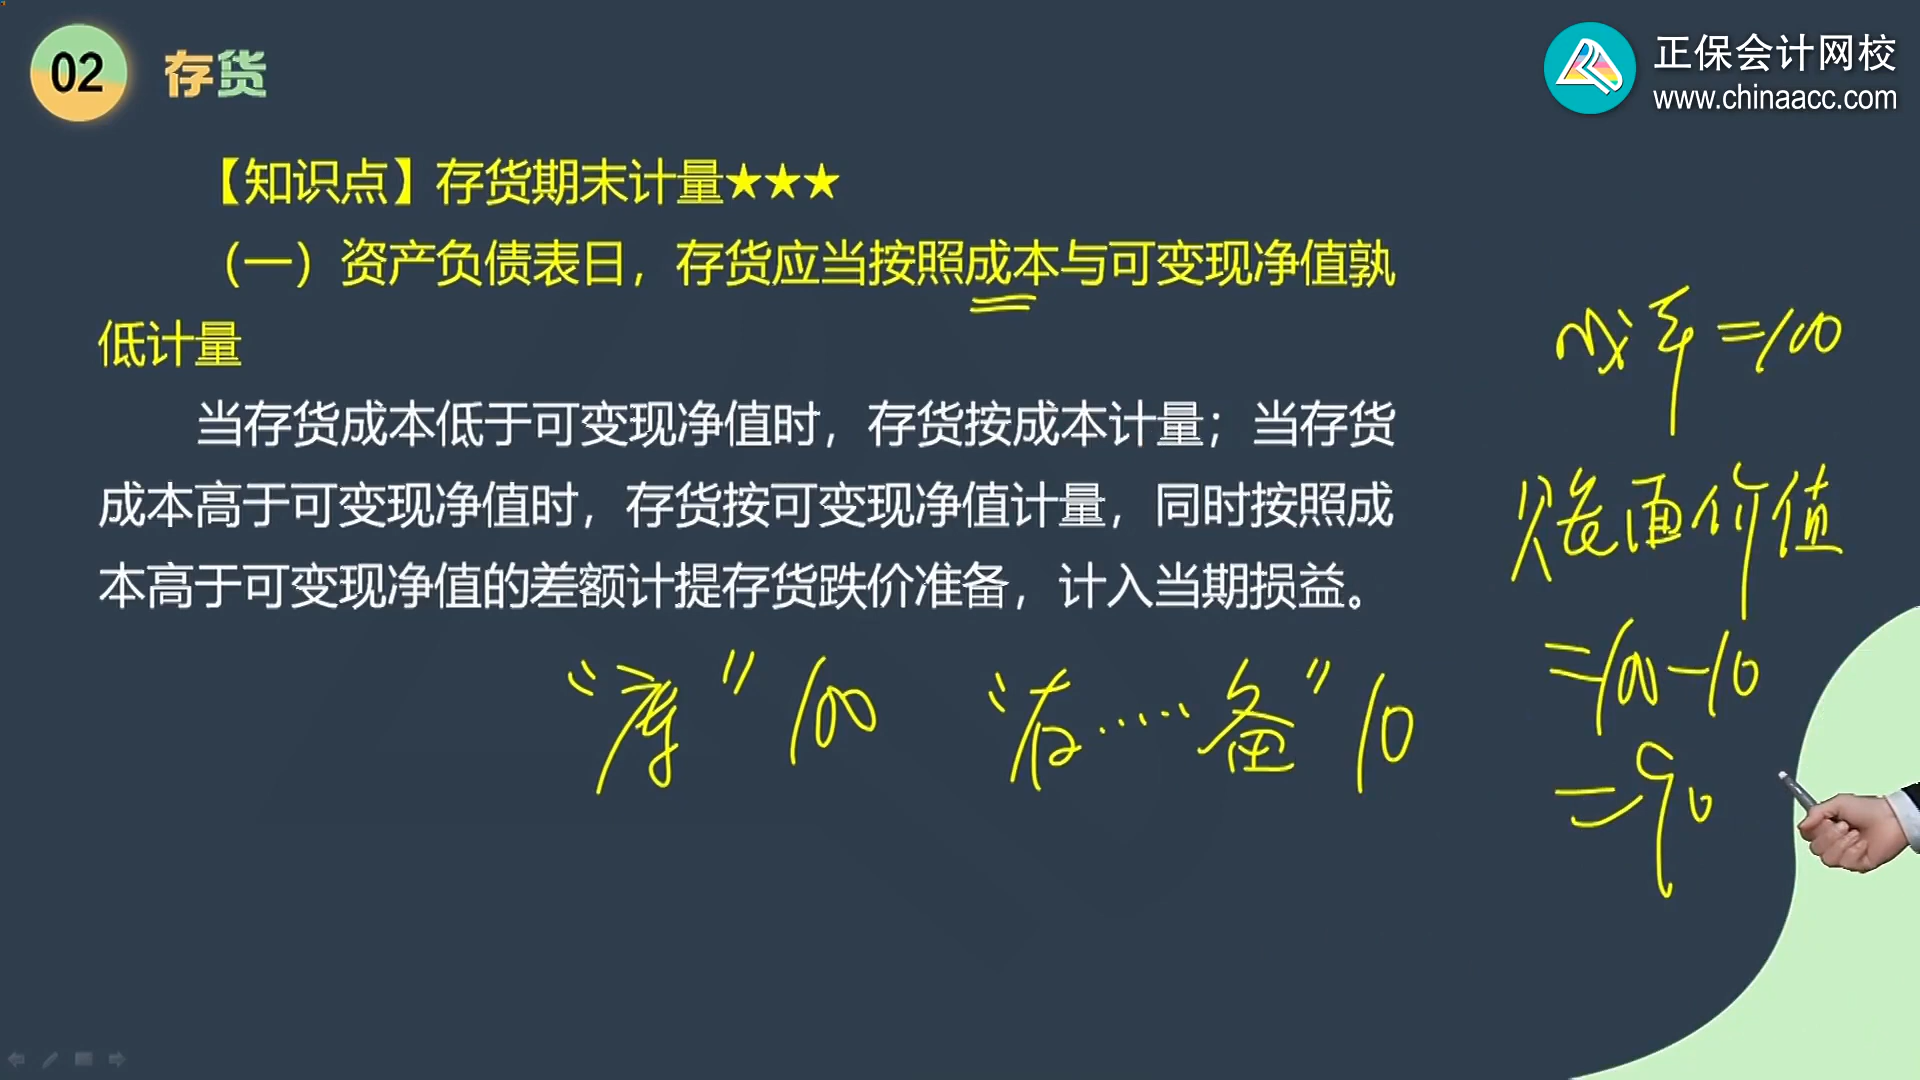 02 存货
正保会计网校
www.chinaacc.com
【知识点】存货期末计量★★★
（一）资产负债表日，存货应当按照成本与可变现净值孰
低计量
当存货成本低于可变现净值时，存货按成本计量；当存货
成本高于可变现净值时，存货按可变现净值计量，同时按照成
本高于可变现净值的差额计提存货跌价准备，计入当期损益。
“库” 100 “存……备” 10
成本=100
账面价值
=100-10
=90